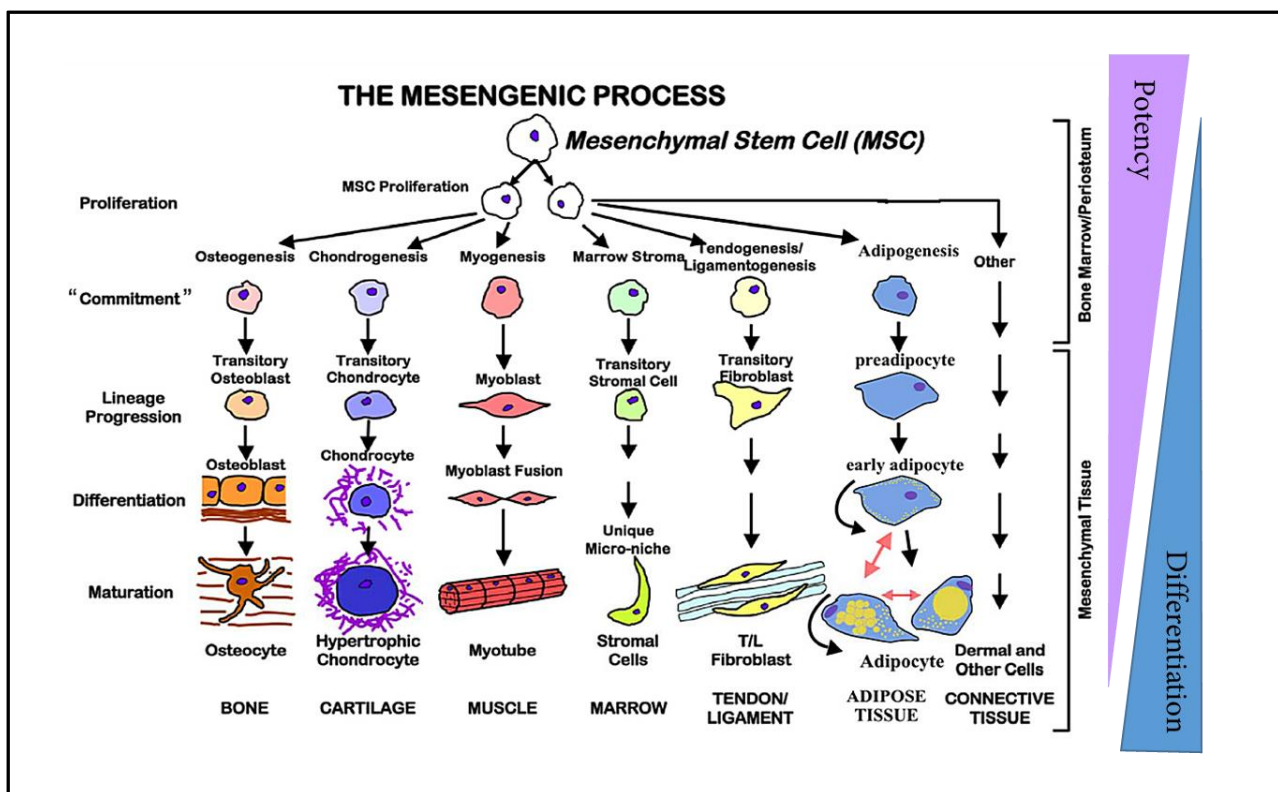 THE MESENGENIC PROCESS
Mesenchymal Stem Cell (MSC)
MSC Proliferation
Proliferation
Osteogenesis
Chondrogenesis
Myogenesis
Marrow Stroma
Tendogenesis/
Ligamentogenesis
Adipogenesis
Other
“Commitment”
Transitory
Osteoblast
Transitory
Chondrocyte
Myoblast
Transitory
Stromal Cell
Transitory
Fibroblast
preadipocyte
Lineage
Progression
Osteoblast
Chondrocyte
Myoblast Fusion
early adipocyte
Differentiation
Unique
Micro-niche
Maturation
Osteocyte
Hypertrophic
Chondrocyte
Myotube
Stromal
Cells
T/L
Fibroblast
Adipocyte
Dermal and
Other Cells
BONE
CARTILAGE
MUSCLE
MARROW
TENDON/
LIGAMENT
ADIPOSE
TISSUE
CONNECTIVE
TISSUE
Bone Marrow/Periosteum
Mesenchymal Tissue
Potency
Differentiation